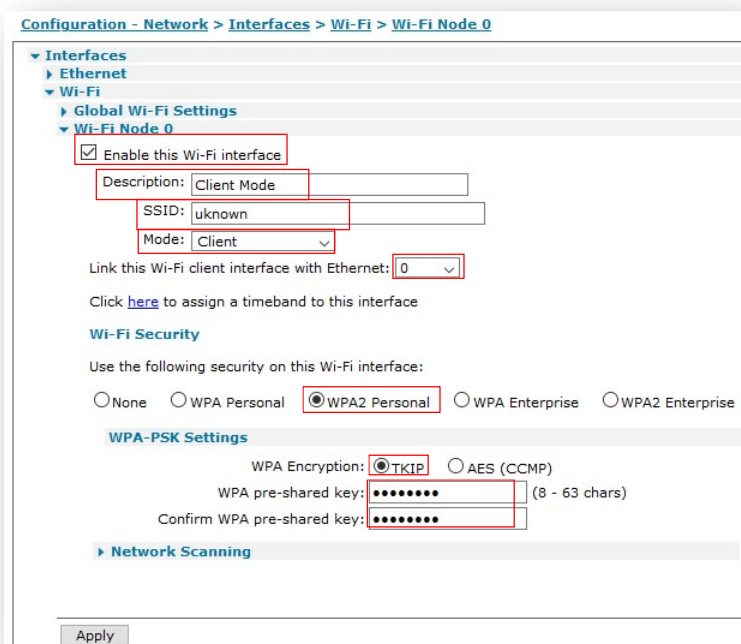 Configuration - Network > Interfaces > Wi-Fi > Wi-Fi Node 0
Interfaces
Ethernet
Wi-Fi
Global Wi-Fi Settings
Wi-Fi Node 0
Enable this Wi-Fi interface
Description: Client Mode
SSID: uknown
Mode: Client
Link this Wi-Fi client interface with Ethernet: 0
Click here to assign a timeband to this interface
Wi-Fi Security
Use the following security on this Wi-Fi interface:
None WPA Personal WPA2 Personal WPA Enterprise WPA2 Enterprise
WPA-PSK Settings
WPA Encryption: TKIP AES (CCMP)
WPA pre-shared key: •••••••• (8 - 63 chars)
Confirm WPA pre-shared key: ••••••••
Network Scanning
Apply